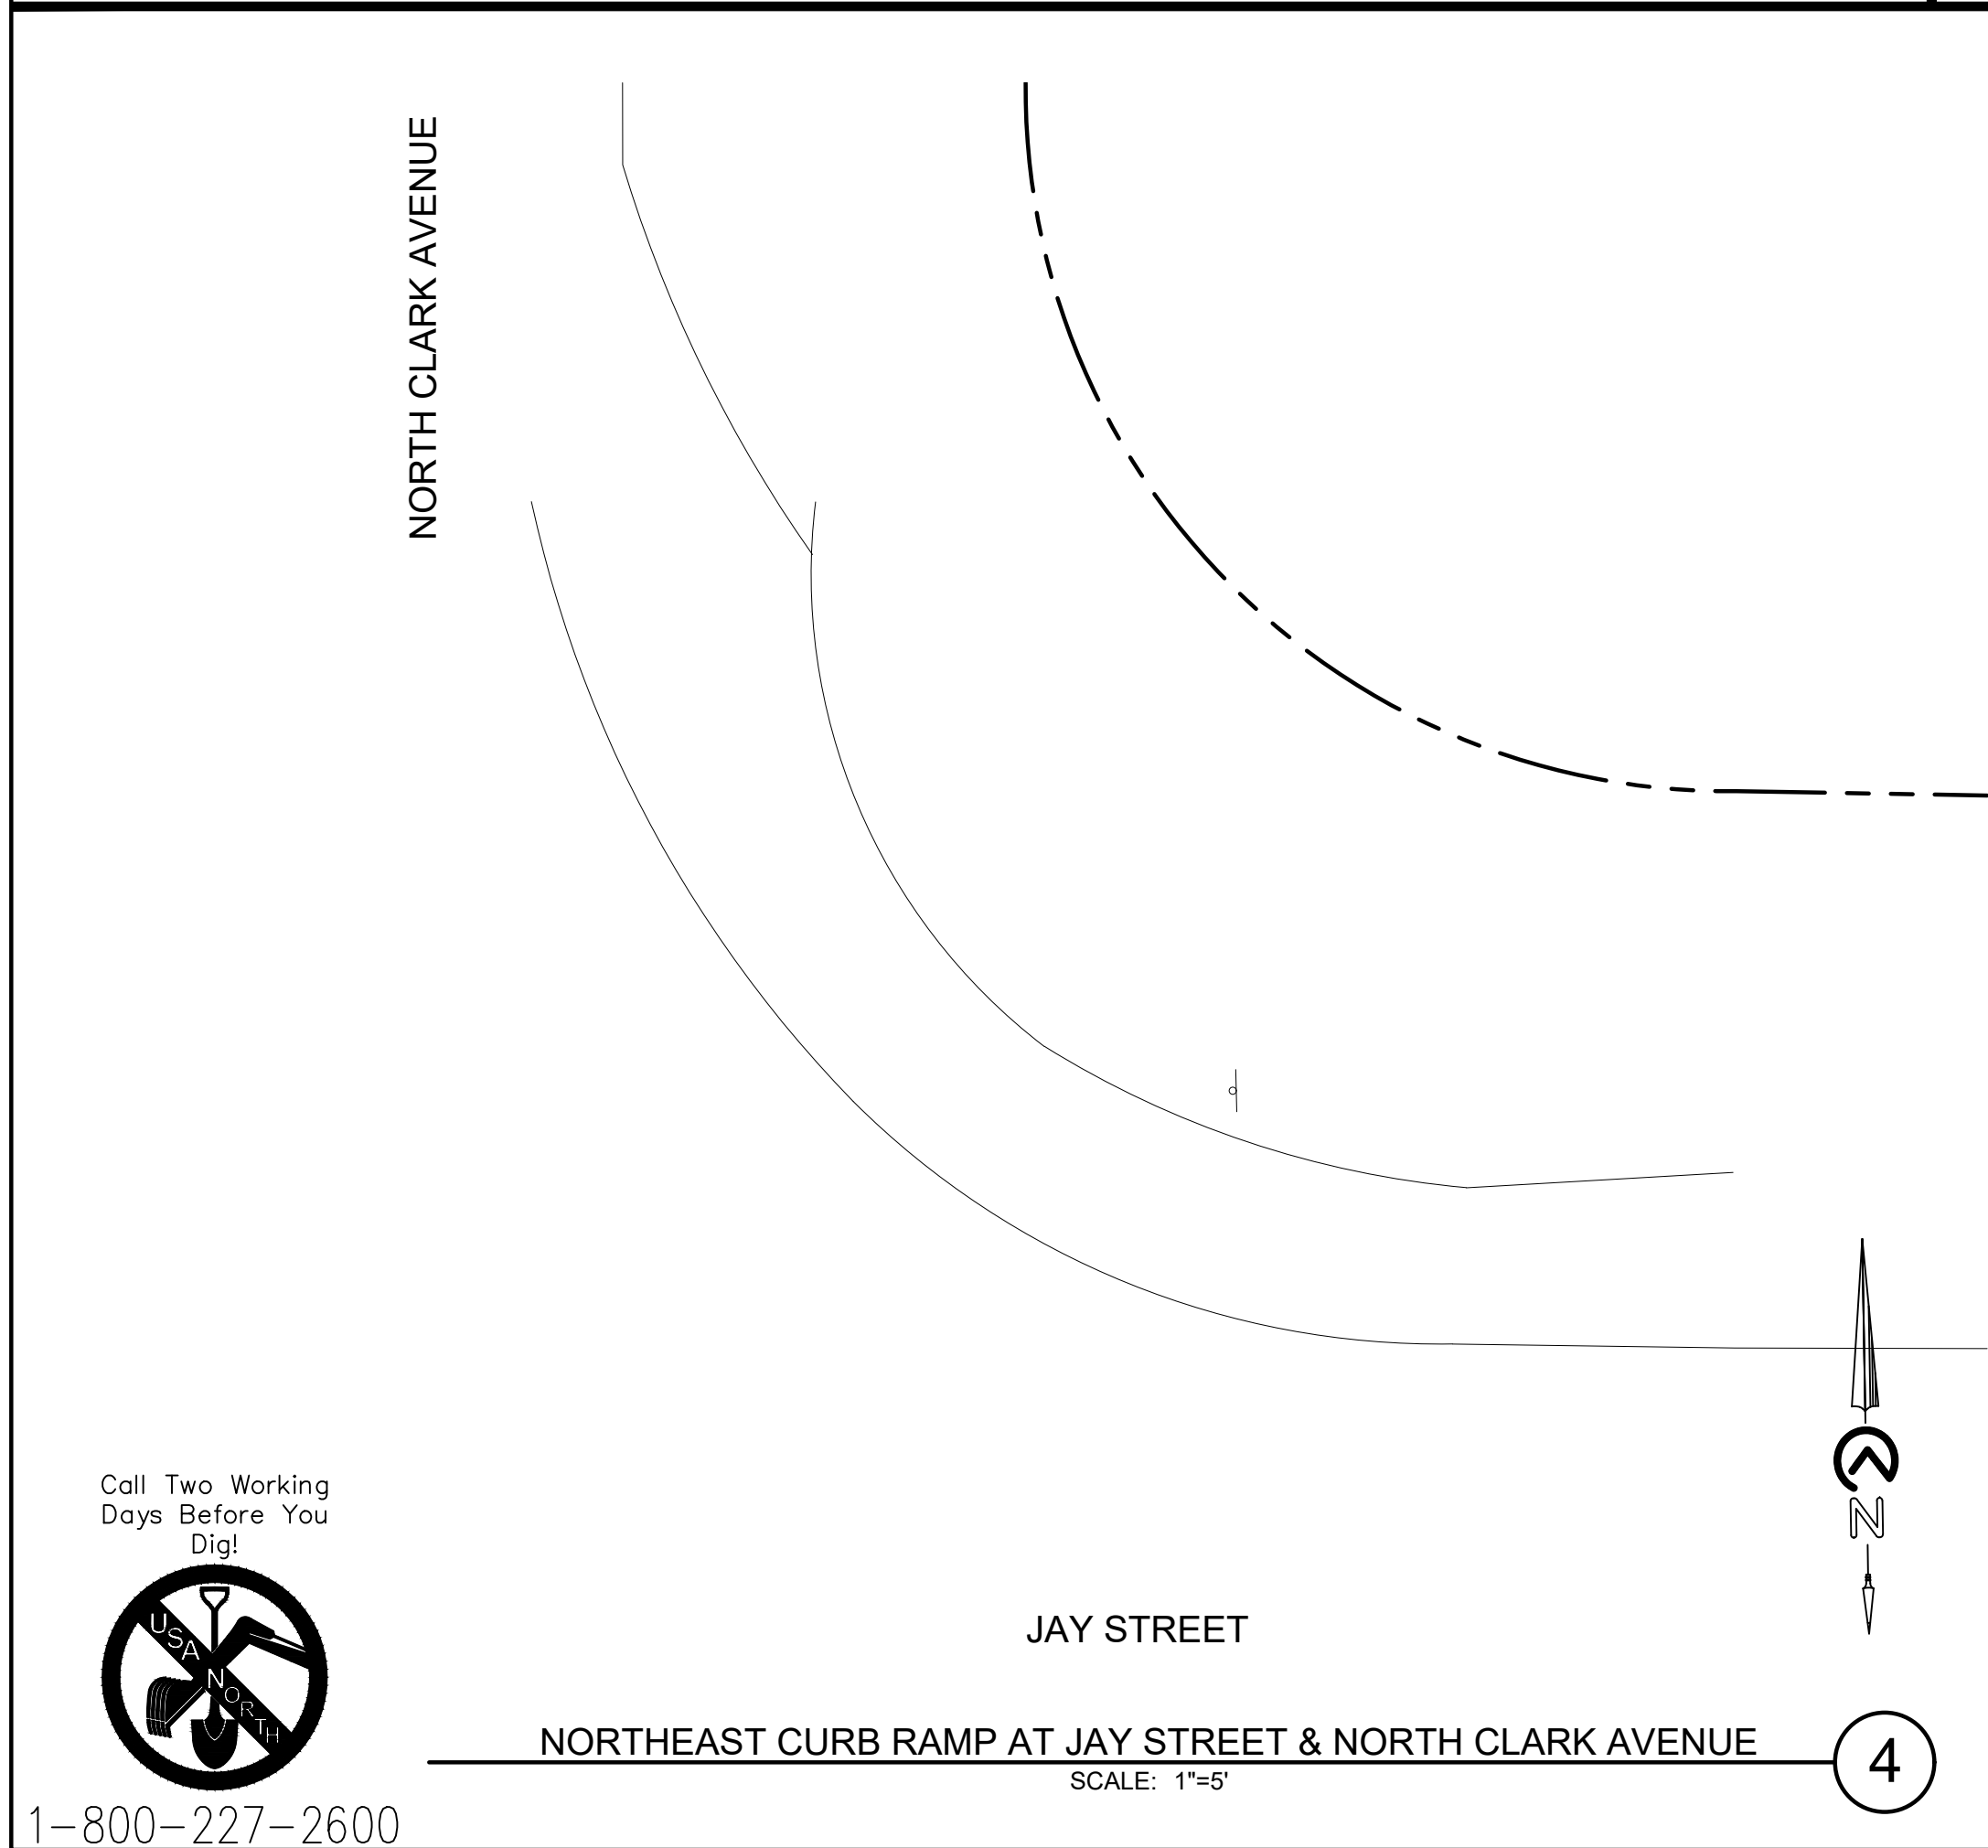 NORTH CLARK AVENUE
N
Call Two Working
Days Before You
Dig!
USA NORTH
JAY STREET
NORTHEAST CURB RAMP AT JAY STREET & NORTH CLARK AVENUE
4
SCALE: 1"=5'
1-800-227-2600